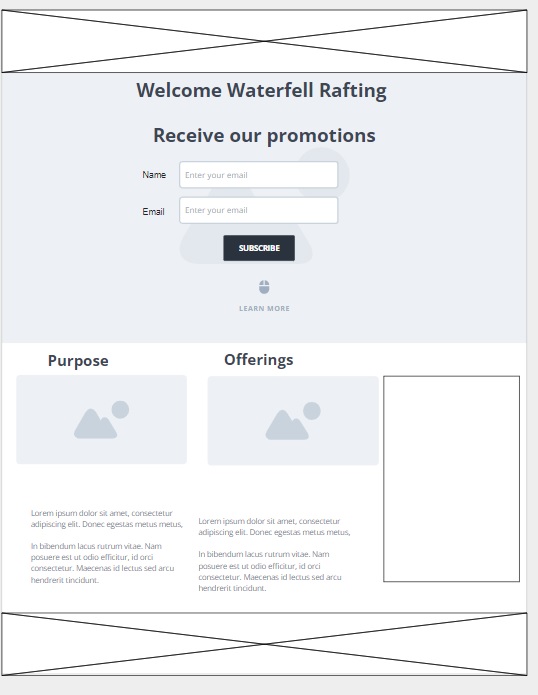 Welcome Waterfell Rafting
Receive our promotions
Name
Enter your email
Email
Enter your email
SUBSCRIBE
LEARN MORE
Purpose
Offerings
Lorem ipsum dolor sit amet, consectetur
adipiscing elit. Donec egestas metus metus,
In bibendum lacus rutrum vitae. Nam
posuere est ut odio efficitur, id orci
consectetur. Maecenas id lectus sed arcu
hendrerit tincidunt.
Lorem ipsum dolor sit amet, consectetur
adipiscing elit. Donec egestas metus metus,
In bibendum lacus rutrum vitae. Nam
posuere est ut odio efficitur, id orci
consectetur. Maecenas id lectus sed arcu
hendrerit tincidunt.